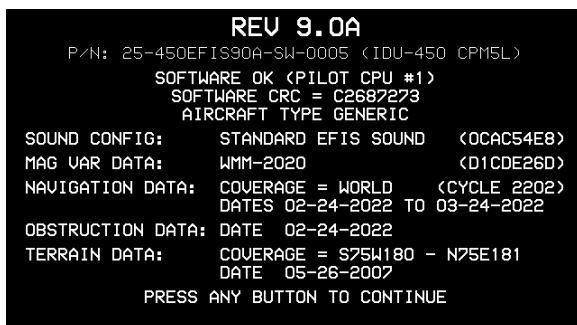 REV 9.0A
P/N: 25-450EFIS90A-SW-0005 (IDU-450 CPM5L)
SOFTWARE OK (PILOT CPU #1)
SOFTWARE CRC = C2687273
AIRCRAFT TYPE GENERIC
SOUND CONFIG: STANDARD EFIS SOUND (0CAC54E8)
MAG VAR DATA: WMM-2020 (D1CDE26D)
NAVIGATION DATA: COVERAGE = WORLD (CYCLE 2202)
DATES 02-24-2022 TO 03-24-2022
OBSTRUCTION DATA: DATE 02-24-2022
TERRAIN DATA: COVERAGE = S75W180 - N75E181
DATE 05-26-2007
PRESS ANY BUTTON TO CONTINUE